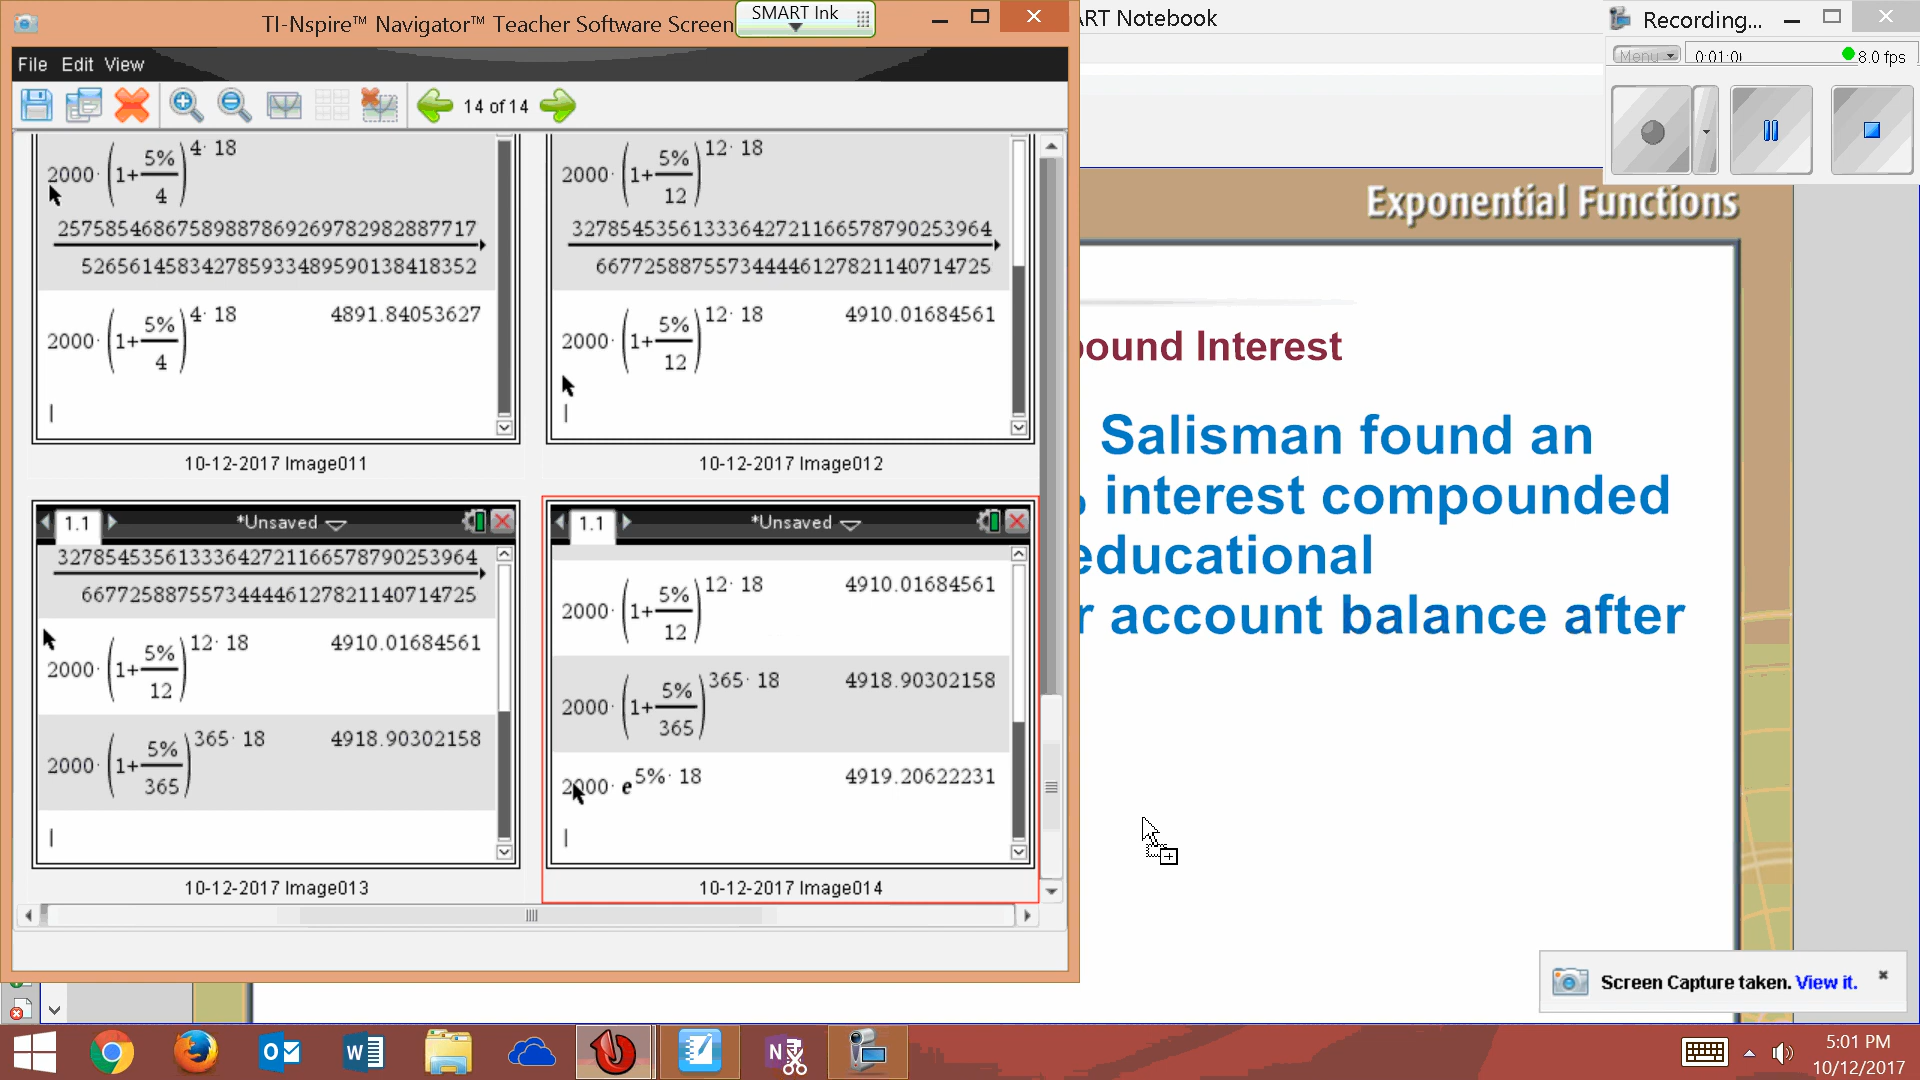 TI-Nspire™ Navigator™ Teacher Software Screen
SMART Ink
File Edit View
14 of 14
2000·(1+5%/4)^4·18
2575854686758988786926978298288771​7
5265614583427859334895901384183​52
2000·(1+5%/4)^4·18 4891.84053627
10-12-2017 Image011
2000·(1+5%/12)^12·18
3278545356133364272116657879025396​4
6677258875573444461278211407147​25
2000·(1+5%/12)^12·18 4910.01684561
10-12-2017 Image012
1.1 *Unsaved
3278545356133364272116657879025396​4
6677258875573444461278211407147​25
2000·(1+5%/12)^12·18 4910.01684561
2000·(1+5%/365)^365·18 4918.90302158
10-12-2017 Image013
1.1 *Unsaved
2000·(1+5%/12)^12·18 4910.01684561
2000·(1+5%/365)^365·18 4918.90302158
2000·e^5%·18 4919.20622231
10-12-2017 Image014
ART Notebook
Recording...
Menu 0:01:0
8.0 fps
Exponential Functions
ound Interest
Salisman found an
interest compounded
educational
r account balance after
Screen Capture taken. View it.
5:01 PM
10/12/2017